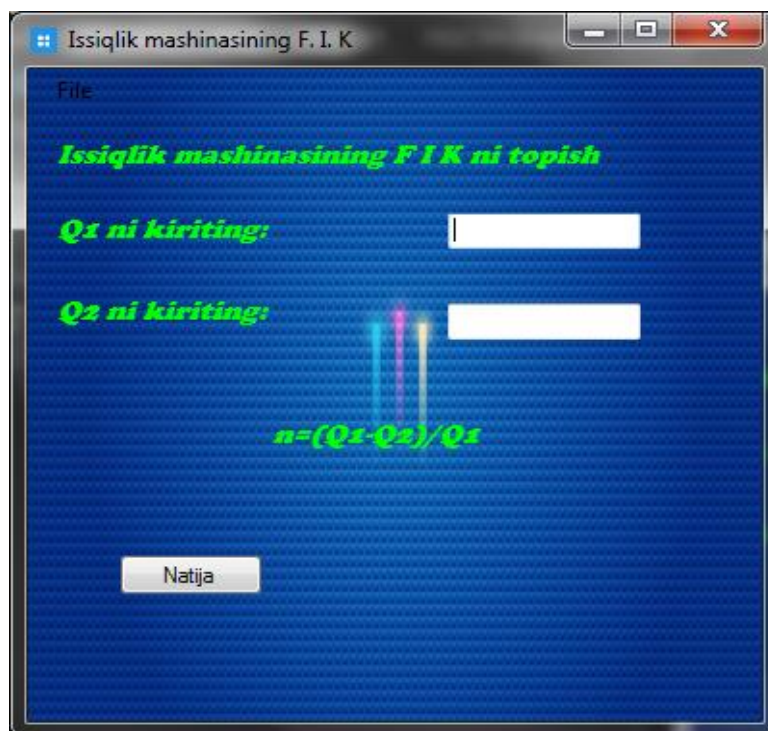 Issiqlik mashinasining F. I. K
File
Issiqlik mashinasining F I K ni topish
Q1 ni kiriting:
Q2 ni kiriting:
n=(Q1-Q2)/Q1
Natija